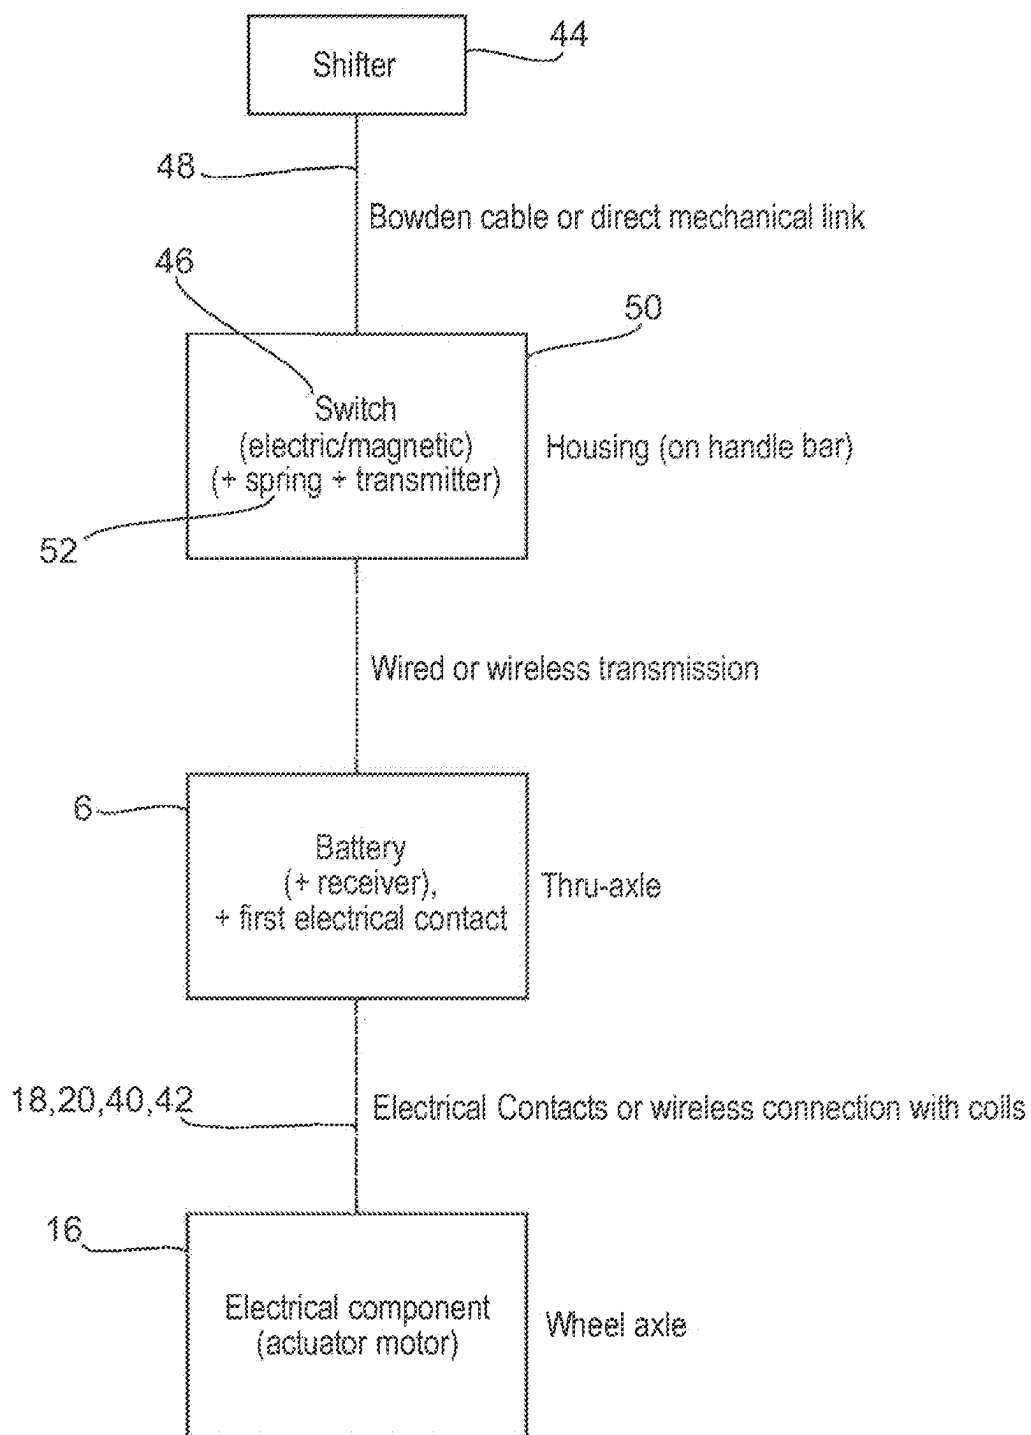 44
Shifter
48
Bowden cable or direct mechanical link
46
50
Switch
(electric/magnetic)
(+ spring + transmitter)
Housing (on handle bar)
52
Wired or wireless transmission
6
Battery
(+ receiver),
+ first electrical contact
Thru-axle
18,20,40,42
Electrical Contacts or wireless connection with coils
16
Electrical component
(actuator motor)
Wheel axle